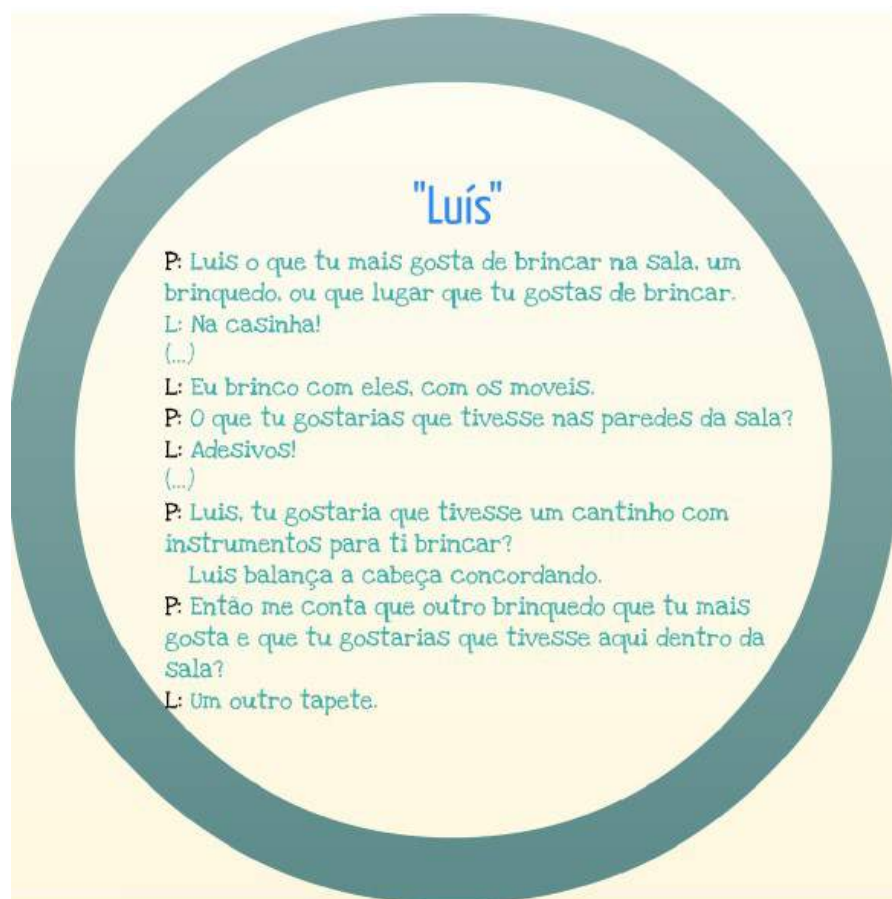 "Luís"
P: Luis o que tu mais gosta de brincar na sala, um
brinquedo, ou que lugar que tu gostas de brincar.
L: Na casinha!
(...)
L: Eu brinco com eles, com os moveis.
P: O que tu gostarias que tivesse nas paredes da sala?
L: Adesivos!
(...)
P: Luis, tu gostaria que tivesse um cantinho com
instrumentos para ti brincar?
Luis balança a cabeça concordando.
P: Então me conta que outro brinquedo que tu mais
gosta e que tu gostarias que tivesse aqui dentro da
sala?
L: Um outro tapete.